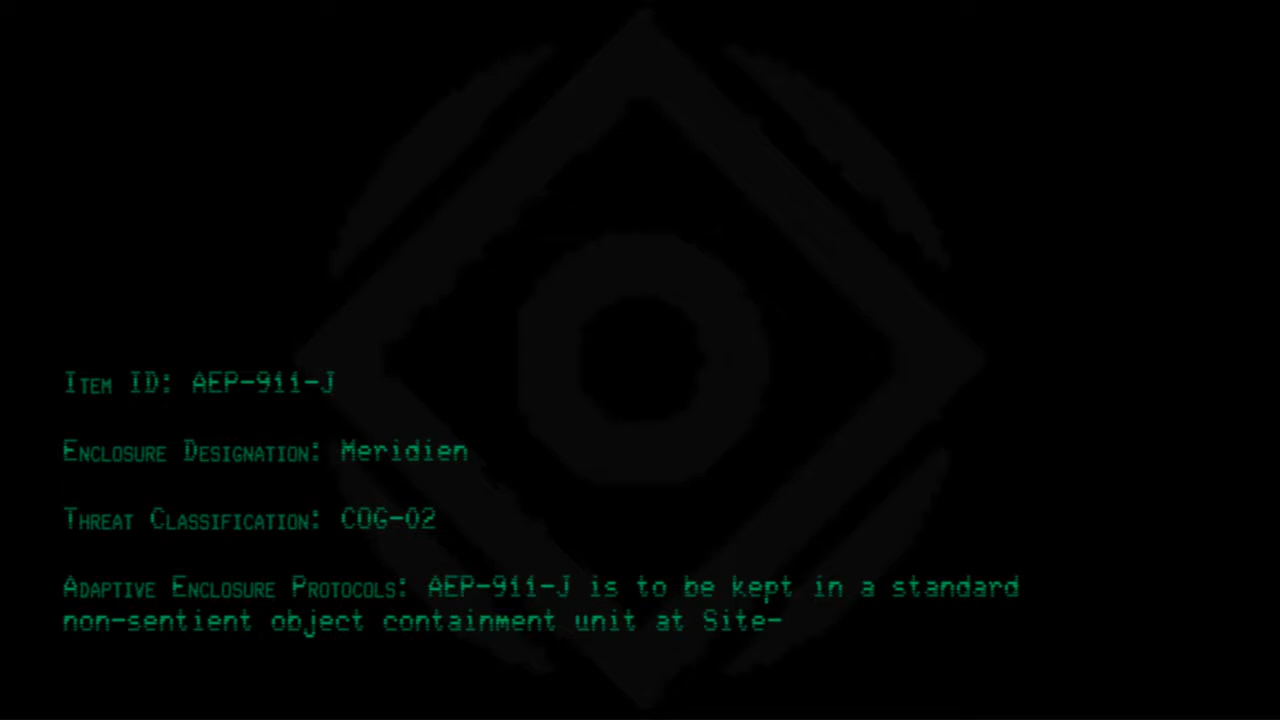 Item ID: AEP-911-J
Enclosure Designation: Meridien
Threat Classification: COG-02
Adaptive Enclosure Protocols: AEP-911-J is to be kept in a standard
non-sentient object containment unit at Site-